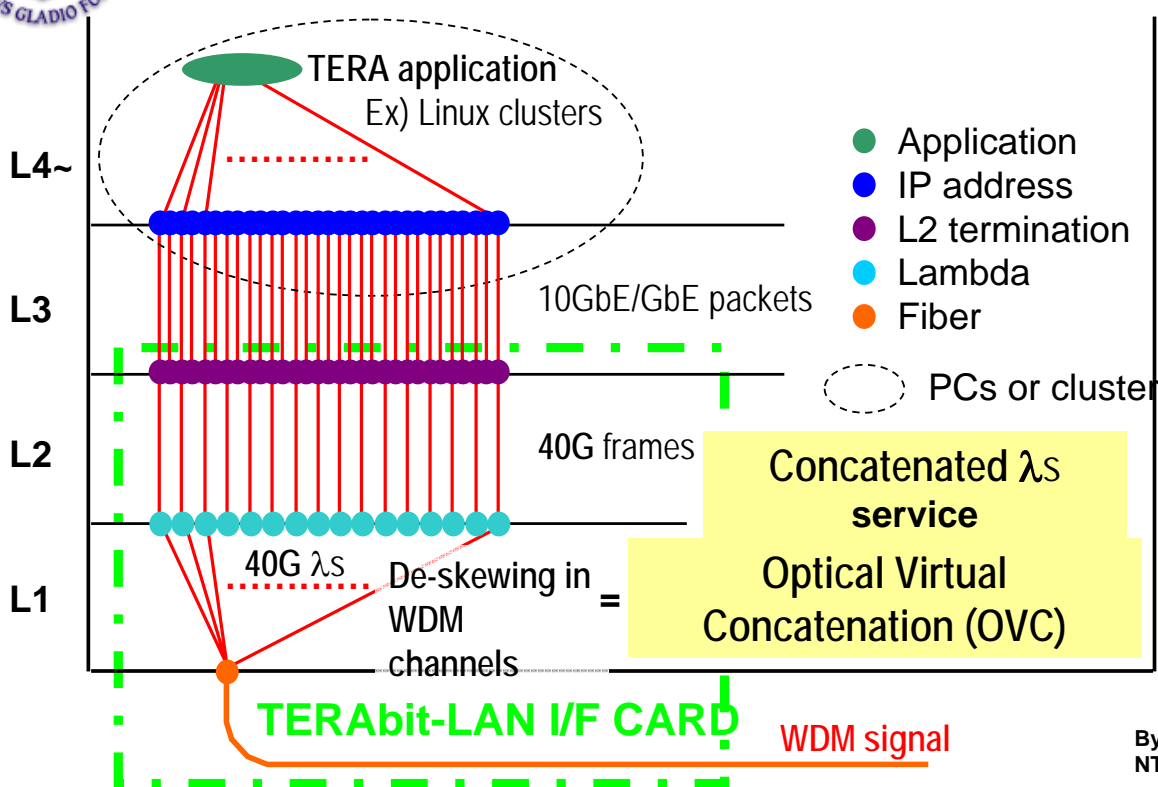 S GLADIO FO
TERA application
Ex) Linux clusters
L4~
Application
IP address
L2 termination
Lambda
Fiber
L3
10GbE/GbE packets
PCs or cluster
L2
40G frames
Concatenated λs
service
40G λs
De-skewing in
WDM
channels
=
Optical Virtual
Concatenation (OVC)
L1
TERAbit-LAN I/F CARD
WDM signal
By
NT